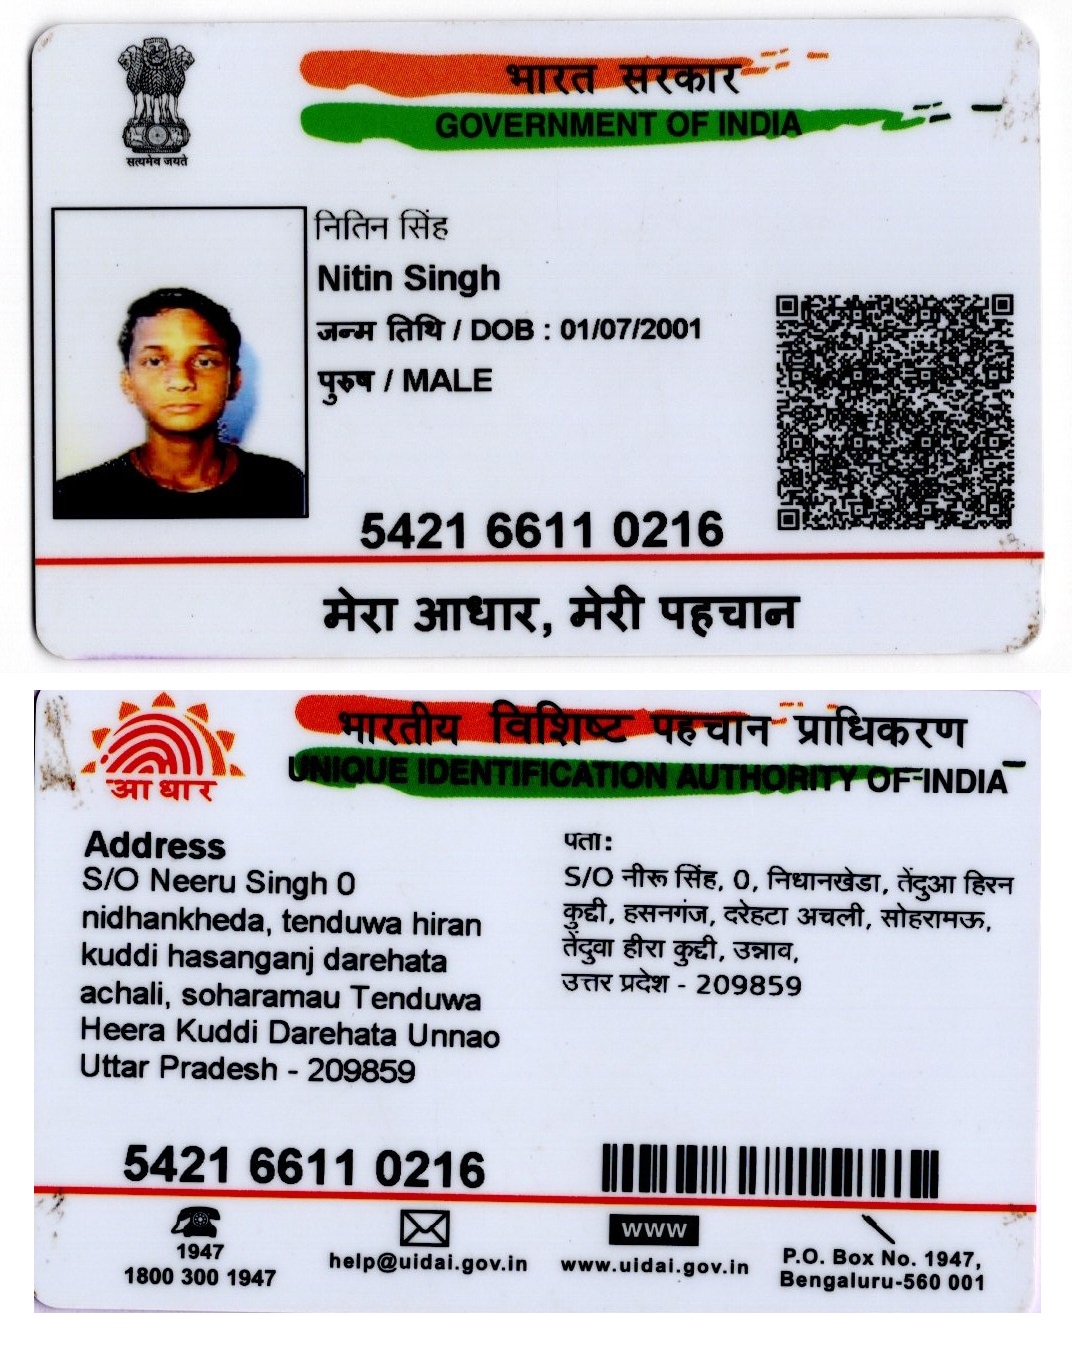 भारत सरकार
GOVERNMENT OF INDIA
सत्यमेव जयते
नितिन सिंह
Nitin Singh
जन्म तिथि / DOB : 01/07/2001
पुरुष / MALE
5421 6611 0216
मेरा आधार, मेरी पहचान
भारतीय विशिष्ट पहचान प्राधिकरण
UNIQUE IDENTIFICATION AUTHORITY OF INDIA
आधार
Address
S/O Neeru Singh 0
nidhankheda, tenduwa hiran
kuddi hasanganj darehata
achali, soharamau Tenduwa
Heera Kuddi Darehata Unnao
Uttar Pradesh - 209859
पता:
S/O नीरू सिंह, 0, निधानखेडा, तेंदुआ हिरन
कुद्दी, हसनगंज, दरेहटा अचली, सोहरामऊ,
तेंदुवा हीरा कुद्दी, उन्नाव,
उत्तर प्रदेश - 209859
5421 6611 0216
1947
1800 300 1947
help@uidai.gov.in
www
www.uidai.gov.in
P.O. Box No. 1947,
Bengaluru-560 001